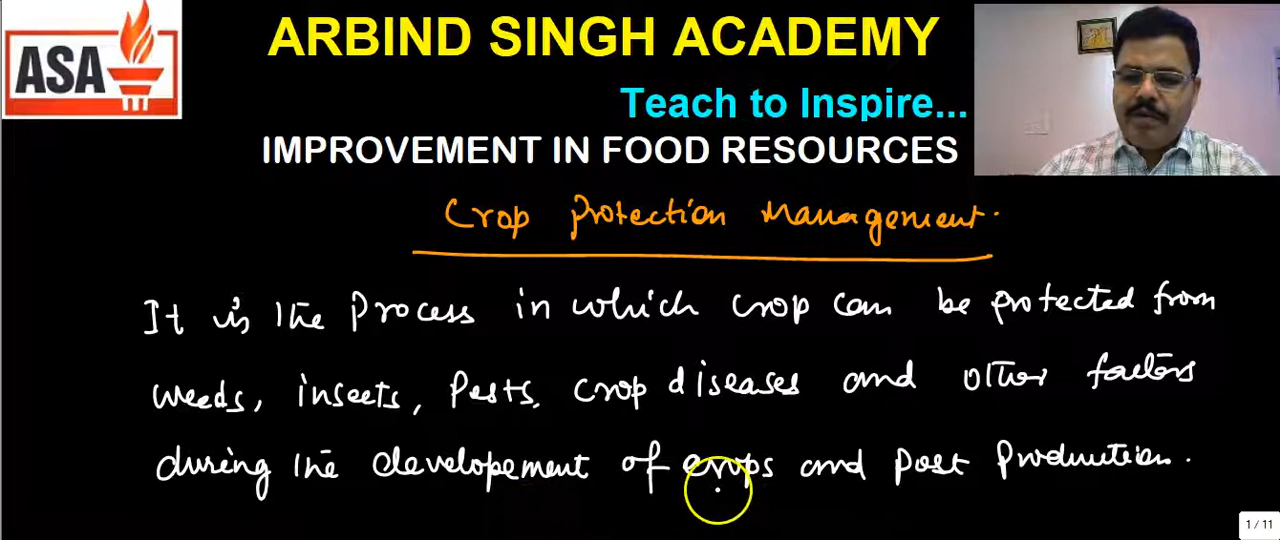 ASA
ARBIND SINGH ACADEMY
Teach to Inspire...
IMPROVEMENT IN FOOD RESOURCES
Crop Protection Management.
It is the process in which crop can be protected from
weeds, insects, Pests, crop diseases and other factors
during the developement of crops and Post Production.
1 / 11